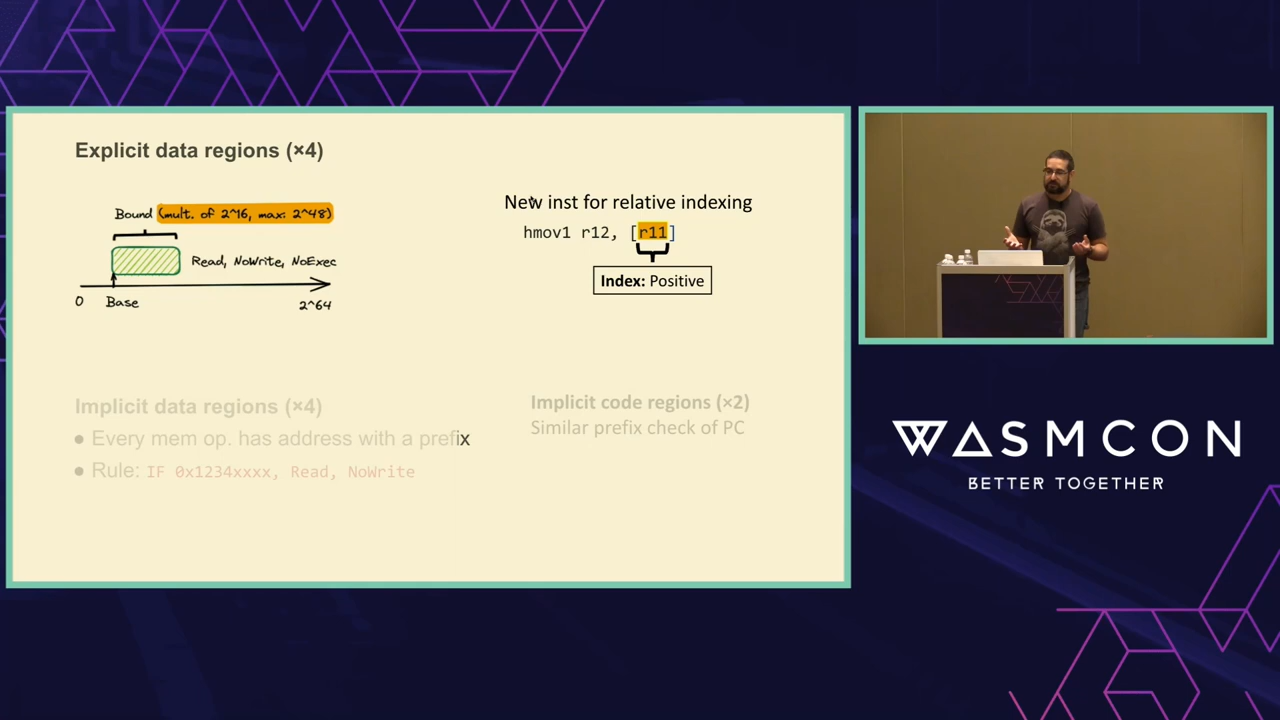 Explicit data regions (×4)
Bound (mult. of 2^16, max: 2^48)
Read, NoWrite, NoExec
0 Base 2^64
New inst for relative indexing
hmov1 r12, [r11]
Index: Positive
Implicit data regions (×4)
● Every mem op. has address with a prefix
● Rule: IF 0x1234xxxx, Read, NoWrite
Implicit code regions (×2)
Similar prefix check of PC
WASMCON
BETTER TOGETHER